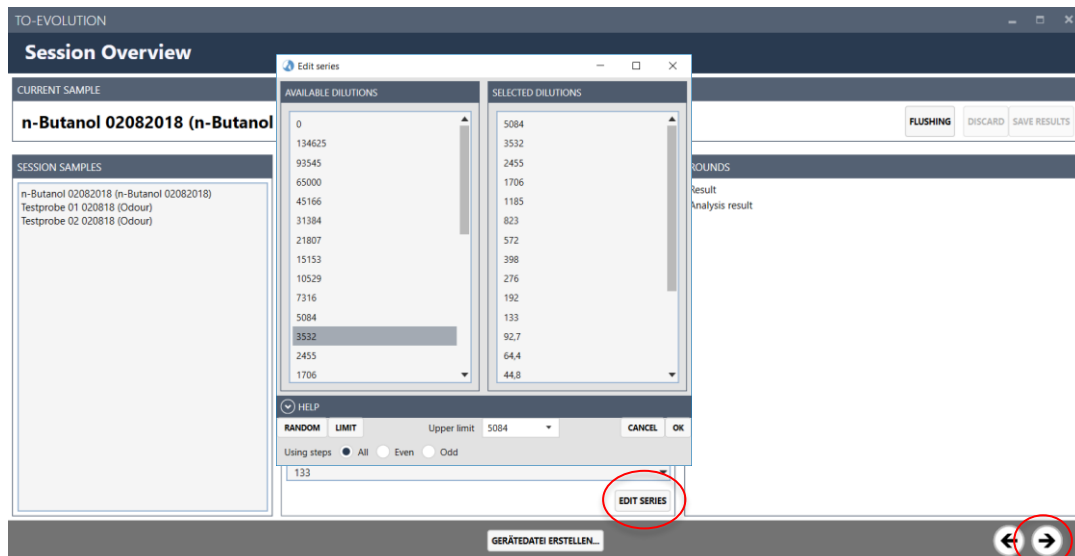 TO-EVOLUTION
Session Overview
CURRENT SAMPLE
n-Butanol 02082018 (n-Butanol
FLUSHING
DISCARD
SAVE RESULTS
SESSION SAMPLES
n-Butanol 02082018 (n-Butanol 02082018)
Testprobe 01 020818 (Odour)
Testprobe 02 020818 (Odour)
Edit series
AVAILABLE DILUTIONS
0
134625
93545
65000
45166
31384
21807
15153
10529
7316
5084
3532
2455
1706
SELECTED DILUTIONS
5084
3532
2455
1706
1185
823
572
398
276
192
133
92,7
64,4
44,8
HELP
RANDOM
LIMIT
Upper limit
5084
CANCEL
OK
Using steps
All
Even
Odd
133
EDIT SERIES
ROUNDS
Result
Analysis result
GERÄTEDATEI ERSTELLEN...